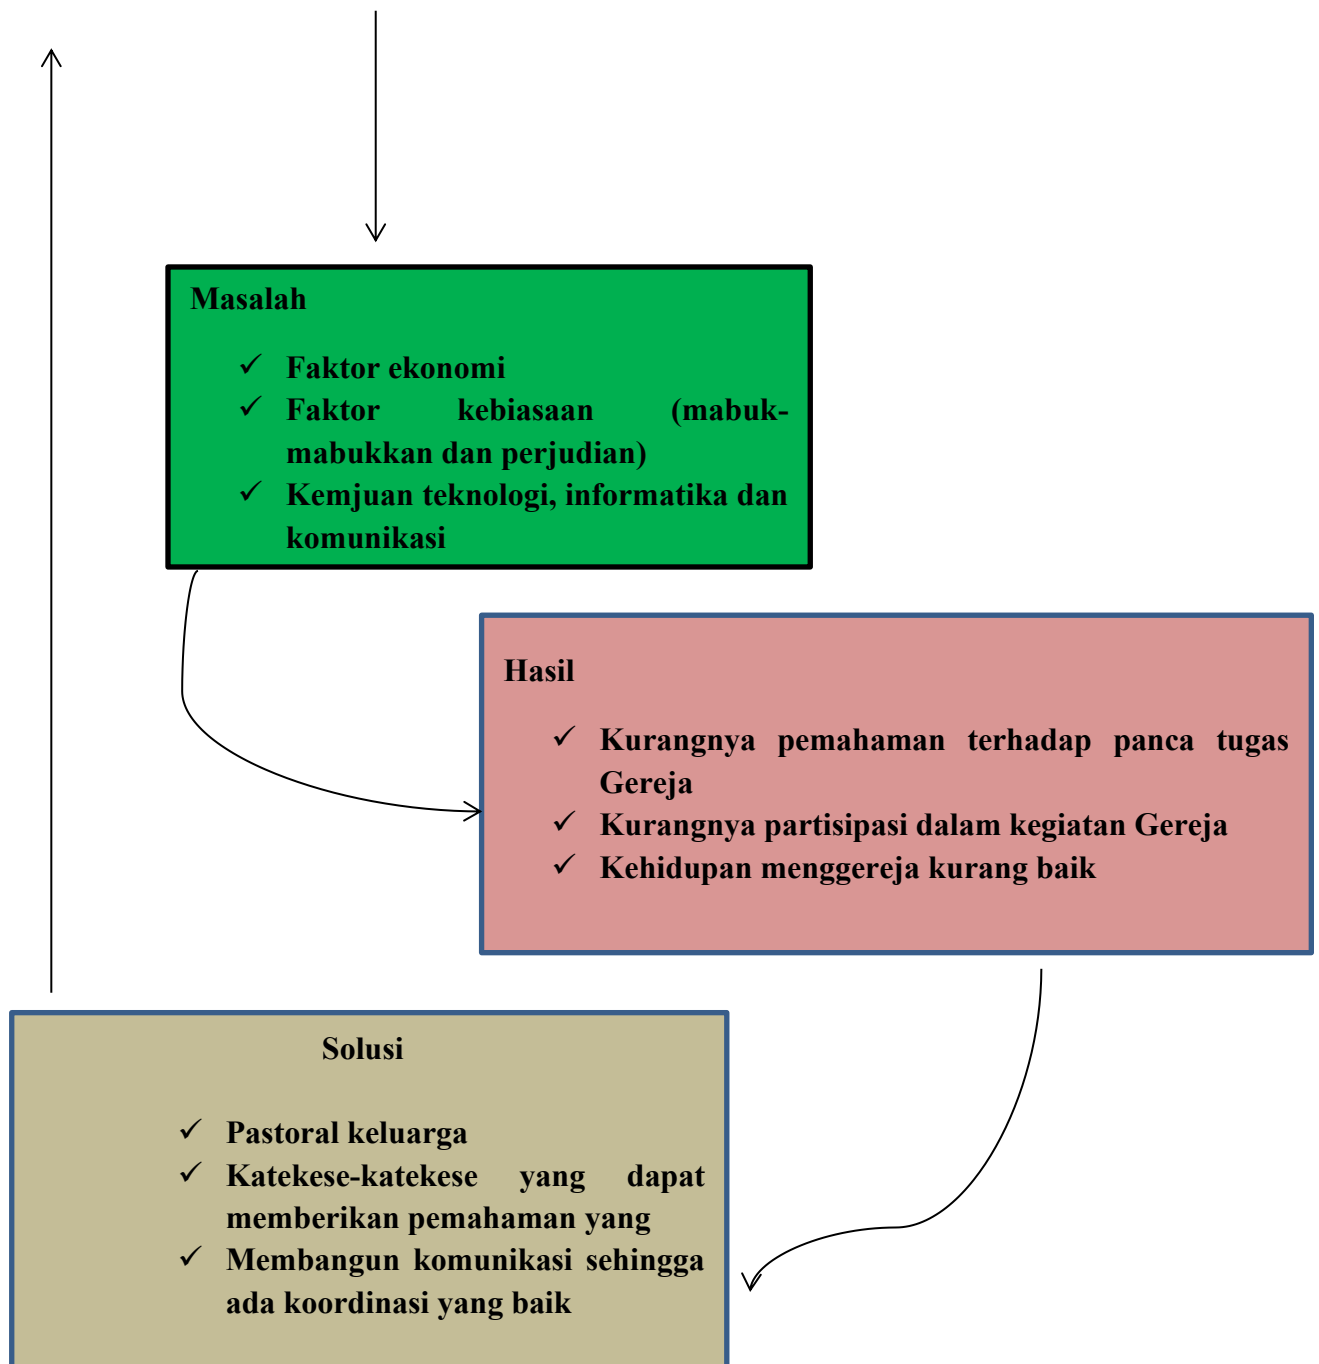 Masalah
✓ Faktor ekonomi
✓ Faktor kebiasaan (mabuk-
mabukkan dan perjudian)
✓ Kemjuan teknologi, informatika dan
komunikasi
Hasil
✓ Kurangnya pemahaman terhadap panca tugas
Gereja
✓ Kurangnya partisipasi dalam kegiatan Gereja
✓ Kehidupan menggereja kurang baik
Solusi
✓ Pastoral keluarga
✓ Katekese-katekese yang dapat
memberikan pemahaman yang
✓ Membangun komunikasi sehingga
ada koordinasi yang baik